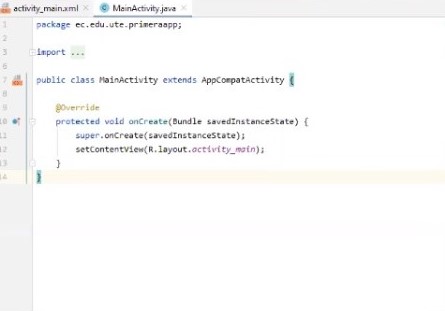 activity_main.xml × MainActivity.java ×
1 package ec.edu.ute.primeraapp;
2
3 import ...
6
7 public class MainActivity extends AppCompatActivity {
8
9 @Override
10 protected void onCreate(Bundle savedInstanceState) {
11 super.onCreate(savedInstanceState);
12 setContentView(R.layout.activity_main);
13 }
14 }